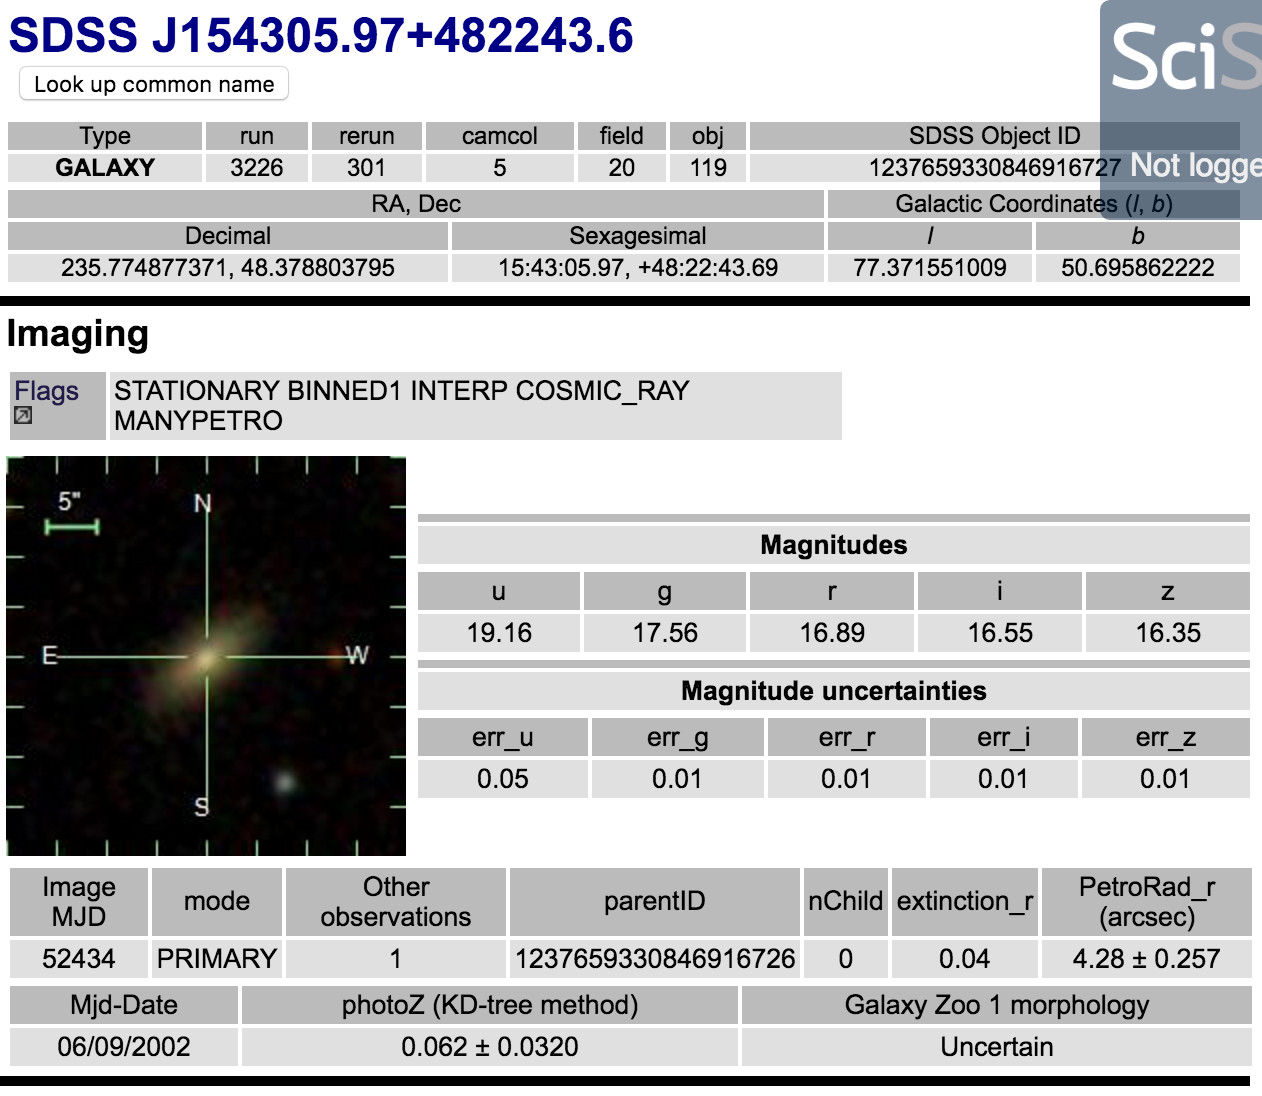 SDSS J154305.97+482243.6
SciS
Look up common name
Type run rerun camcol field obj SDSS Object ID
GALAXY 3226 301 5 20 119 1237659330846916727
Not logge
RA, Dec Galactic Coordinates (l, b)
Decimal Sexagesimal l b
235.774877371, 48.378803795 15:43:05.97, +48:22:43.69 77.371551009 50.695862222
Imaging
Flags STATIONARY BINNED1 INTERP COSMIC_RAY
MANYPETRO
5"
N
E W
S
Magnitudes
u g r i z
19.16 17.56 16.89 16.55 16.35
Magnitude uncertainties
err_u err_g err_r err_i err_z
0.05 0.01 0.01 0.01 0.01
Image MJD mode Other observations parentID nChild extinction_r PetroRad_r (arcsec)
52434 PRIMARY 1 1237659330846916726 0 0.04 4.28 ± 0.257
Mjd-Date photoZ (KD-tree method) Galaxy Zoo 1 morphology
06/09/2002 0.062 ± 0.0320 Uncertain